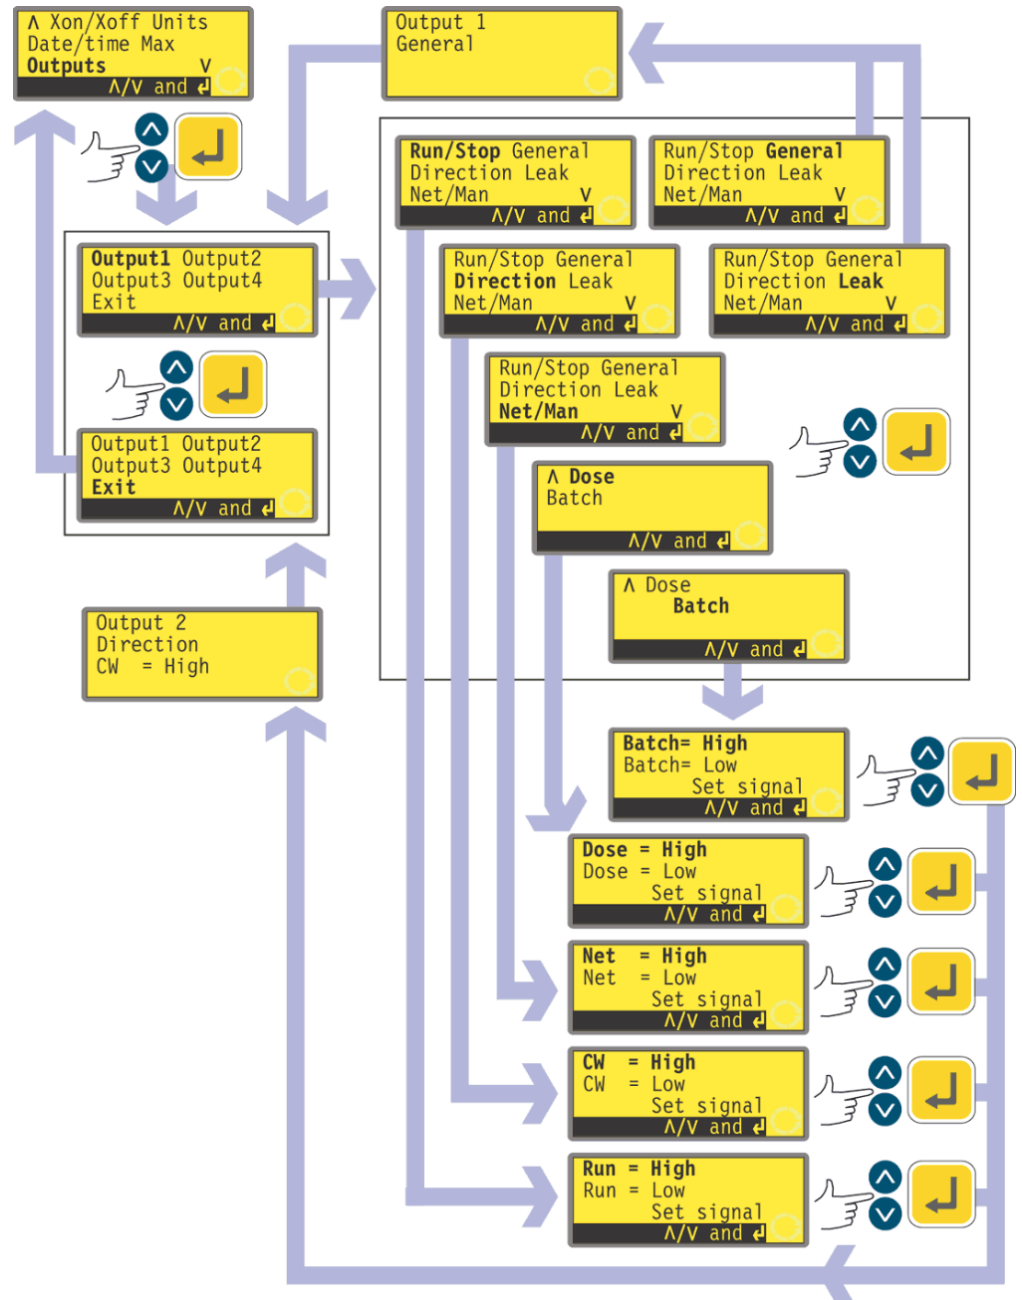 Λ Xon/Xoff Units
Date/time Max
Outputs V
Λ/V and ↲
Output 1
General
Run/Stop General
Direction Leak
Net/Man V
Λ/V and ↲
Run/Stop General
Direction Leak
Net/Man V
Λ/V and ↲
Output1 Output2
Output3 Output4
Exit
Λ/V and ↲
Run/Stop General
Direction Leak
Net/Man V
Λ/V and ↲
Run/Stop General
Direction Leak
Net/Man V
Λ/V and ↲
Run/Stop General
Direction Leak
Net/Man V
Λ/V and ↲
Output1 Output2
Output3 Output4
Exit
Λ/V and ↲
Λ Dose
Batch
Λ/V and ↲
Λ Dose
Batch
Λ/V and ↲
Output 2
Direction
CW = High
Batch= High
Batch= Low
Set signal
Λ/V and ↲
Dose = High
Dose = Low
Set signal
Λ/V and ↲
Net = High
Net = Low
Set signal
Λ/V and ↲
CW = High
CW = Low
Set signal
Λ/V and ↲
Run = High
Run = Low
Set signal
Λ/V and ↲